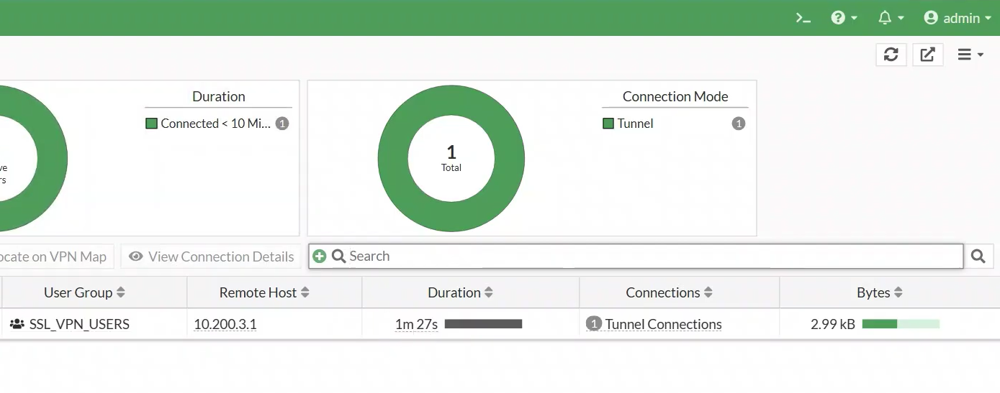 admin
Duration
Connected < 10 Mi... 1
Connection Mode
Tunnel 1
1
Total
ocate on VPN Map
View Connection Details
Search
User Group Remote Host Duration Connections Bytes
SSL_VPN_USERS 10.200.3.1 1m 27s 1 Tunnel Connections 2.99 kB